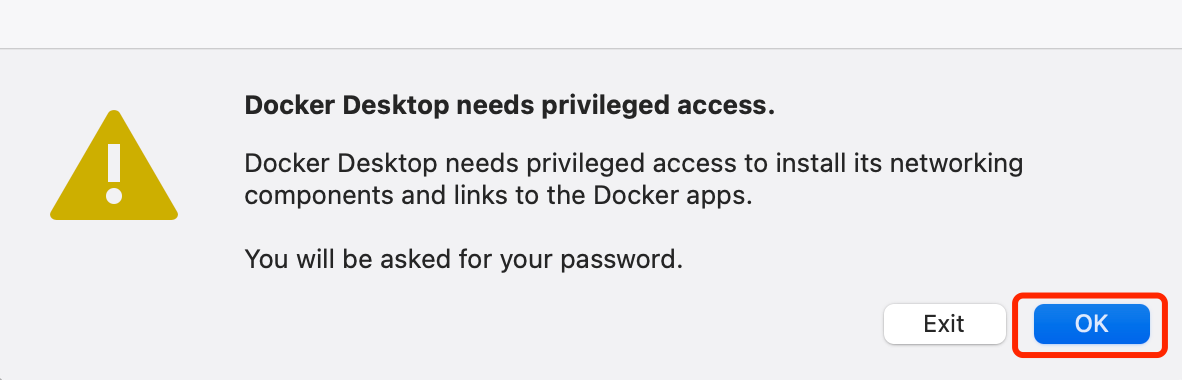 Docker Desktop needs privileged access.
Docker Desktop needs privileged access to install its networking
components and links to the Docker apps.
You will be asked for your password.
Exit
OK